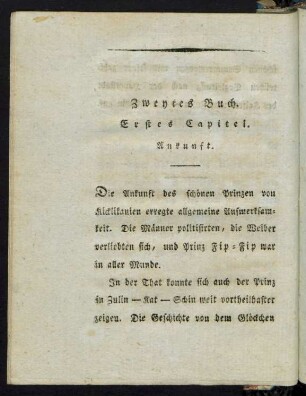 Zweytes Buch.
Erstes Capitel.
Ankunft.
Die Ankunft des schönen Prinzen von
Kicklikanien erregte allgemeine Aufmerksam-
keit. Die Männer politisirten, die Weiber
verliebten sich, und Prinz Fip-Fip war
in aller Munde.
In der That konnte sich auch der Prinz
in Zulln — Kat — Schin weit vortheilhafter
zeigen. Die Geschichte von dem Glöckchen